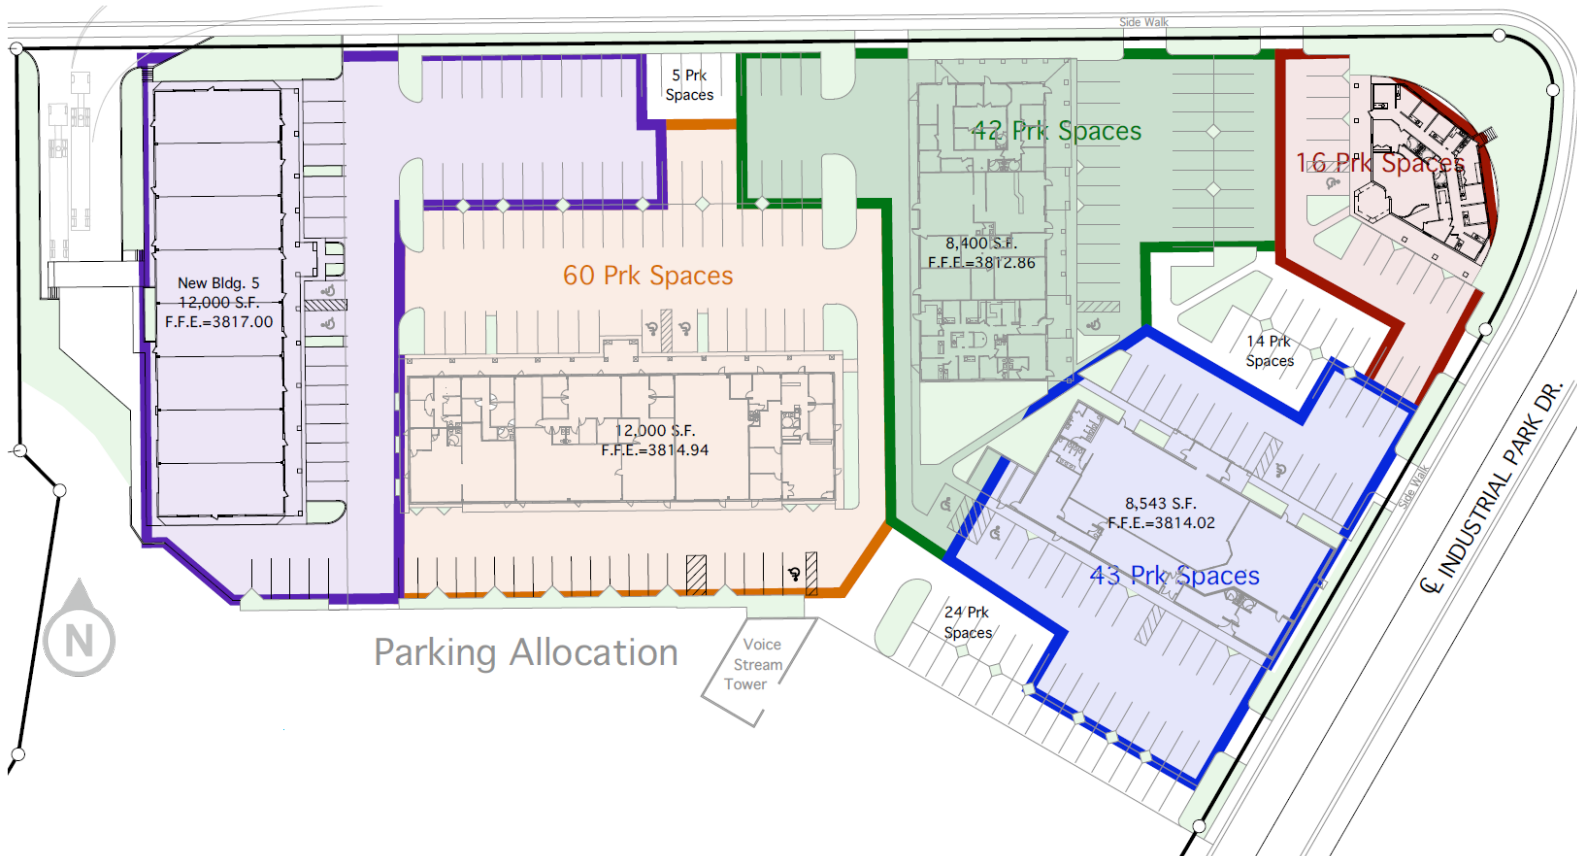 Side Walk
5 Prk
Spaces
42 Prk Spaces
16 Prk Spaces
8,400 S.F.
F.F.E.=3812.86
60 Prk Spaces
New Bldg. 5
12,000 S.F.
F.F.E.=3817.00
14 Prk
Spaces
12,000 S.F.
F.F.E.=3814.94
8,543 S.F.
F.F.E.=3814.02
Side Walk
℄ INDUSTRIAL PARK DR.
43 Prk Spaces
24 Prk
Spaces
N
Parking Allocation
Voice
Stream
Tower